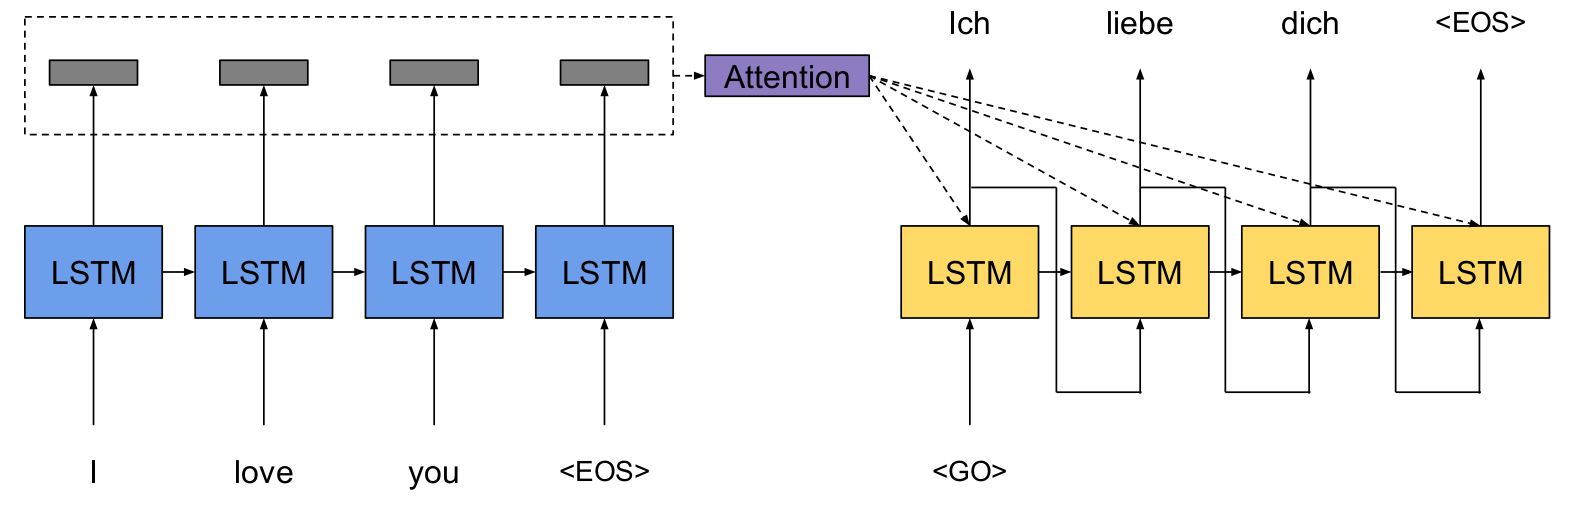 Ich liebe dich <EOS>
Attention
LSTM LSTM LSTM LSTM LSTM LSTM LSTM LSTM
I love you <EOS> <GO>